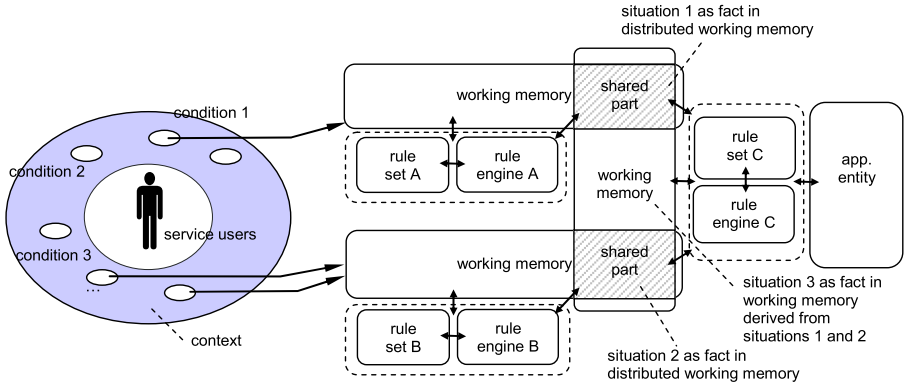 situation 1 as fact in
distributed working memory
condition 1
condition 2
condition 3
...
service users
context
working memory
shared
part
rule
set A
rule
engine A
working
memory
working memory
shared
part
rule
set B
rule
engine B
rule
set C
rule
engine C
app.
entity
situation 3 as fact in
working memory
derived from
situations 1 and 2
situation 2 as fact in
distributed working memory